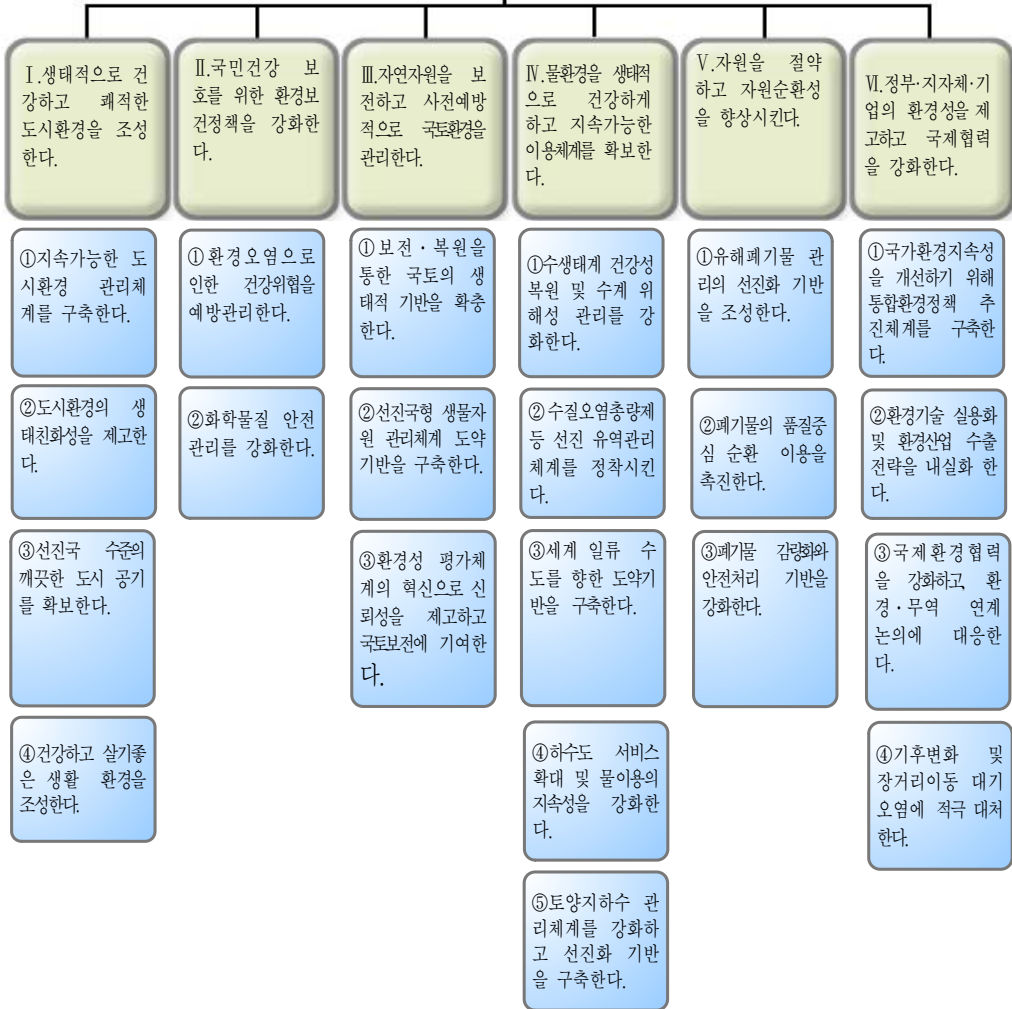 Ⅰ.생태적으로 건
강하고 쾌적한
도시환경을 조성
한다.
Ⅱ.국민건강 보
호를 위한 환경보
건정책을 강화한
다.
Ⅲ.자연자원을 보
전하고 사전예방
적으로 국토환경을
관리한다.
Ⅳ.물환경을 생태적
으로 건강하게
하고 지속가능한
이용체계를 확보한
다.
Ⅴ.자원을 절약
하고 자원순환성
을 향상시킨다.
Ⅵ.정부·지자체·기
업의 환경성을 제
고하고 국제협력
을 강화한다.
①지속가능한 도
시환경 관리체
계를 구축한다.
①환경오염으로
인한 건강위협을
예방관리한다.
①보전·복원을
통한 국토의 생
태적 기반을 확충
한다.
①수생태계 건강성
복원 및 수계 위
해성 관리를 강
화한다.
①유해폐기물 관
리의 선진화 기반
을 조성한다.
①국가환경지속성
을 개선하기 위해
통합환경정책 추
진체계를 구축한
다.
②도시환경의 생
태친화성을 제고한
다.
②화학물질 안전
관리를 강화한다.
②선진국형 생물자
원 관리체계 도약
기반을 구축한다.
②수질오염총량제
등 선진 유역관리
체계를 정착시킨
다.
②폐기물의 품질중
심 순환 이용을
촉진한다.
②환경기술 실용화
및 환경산업 수출
전략을 내실화 한
다.
③선진국 수준의
깨끗한 도시 공기
를 확보한다.
③환경성 평가체
계의 혁신으로 신
뢰성을 제고하고
국토보전에 기여한
다.
③세계 일류 수
도를 향한 도약기
반을 구축한다.
③폐기물 감량화와
안전처리 기반을
강화한다.
③국제환경협력
을 강화하고, 환
경·무역 연계
논의에 대응한
다.
④건강하고 살기좋
은 생활 환경을
조성한다.
④하수도 서비스
확대 및 물이용의
지속성을 강화한
다.
④기후변화 및
장거리이동 대기
오염에 적극 대처
한다.
⑤토양지하수 관
리체계를 강화하
고 선진화 기반
을 구축한다.